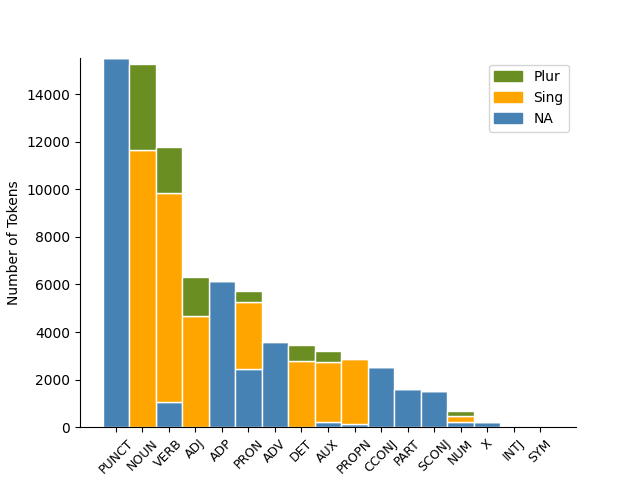 Plur
Sing
NA
Number of Tokens
14000
12000
10000
8000
6000
4000
2000
0
PUNCT
NOUN
VERB
ADJ
ADP
PRON
ADV
DET
AUX
PROPN
CCONJ
PART
SCONJ
NUM
X
INTJ
SYM